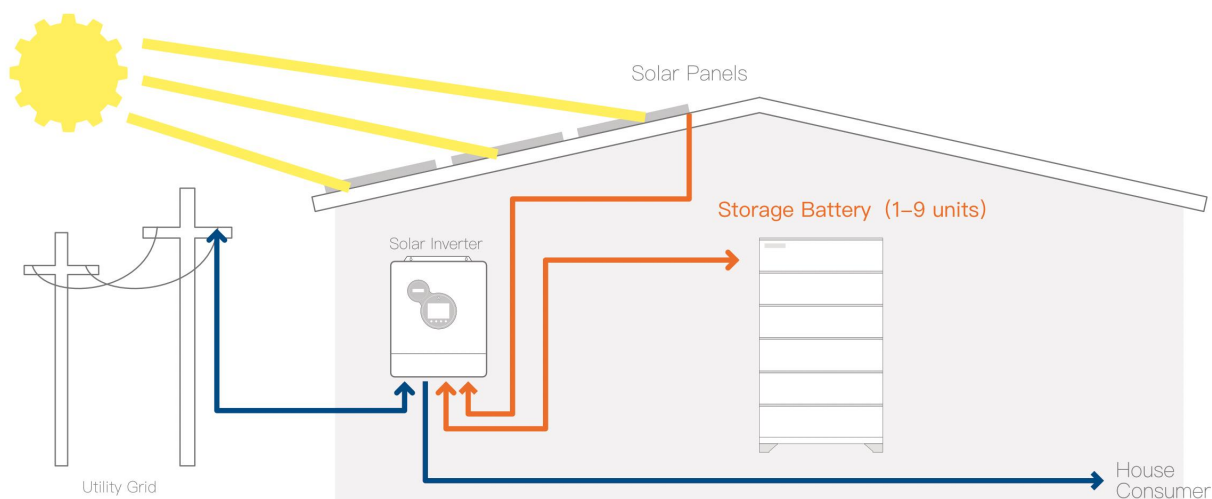 Solar Panels
Storage Battery (1–9 units)
Solar Inverter
Utility Grid
House
Consumer